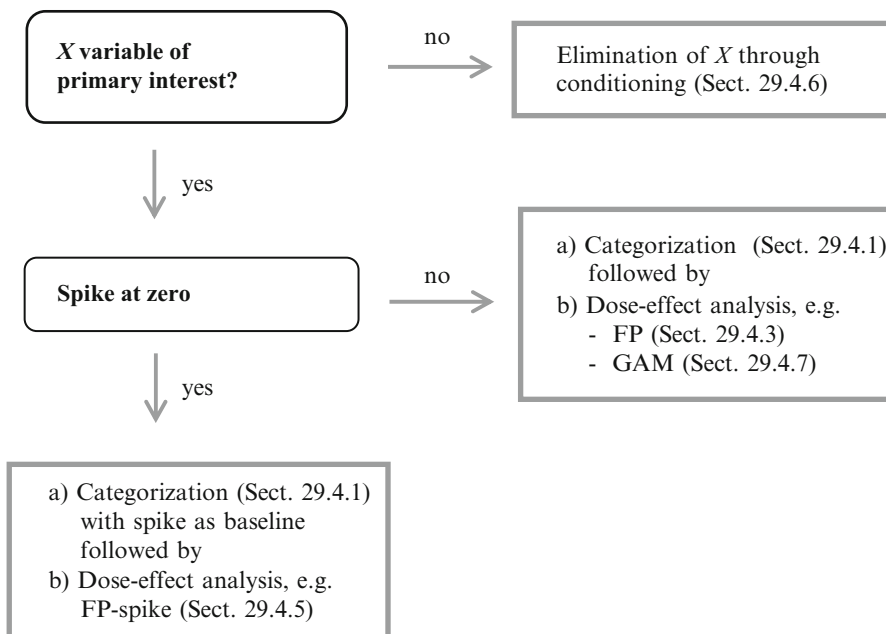 X variable of
primary interest?
no
Elimination of X through
conditioning (Sect. 29.4.6)
yes
Spike at zero
no
a) Categorization (Sect. 29.4.1)
followed by
b) Dose-effect analysis, e.g.
- FP (Sect. 29.4.3)
- GAM (Sect. 29.4.7)
yes
a) Categorization (Sect. 29.4.1)
with spike as baseline
followed by
b) Dose-effect analysis, e.g.
FP-spike (Sect. 29.4.5)